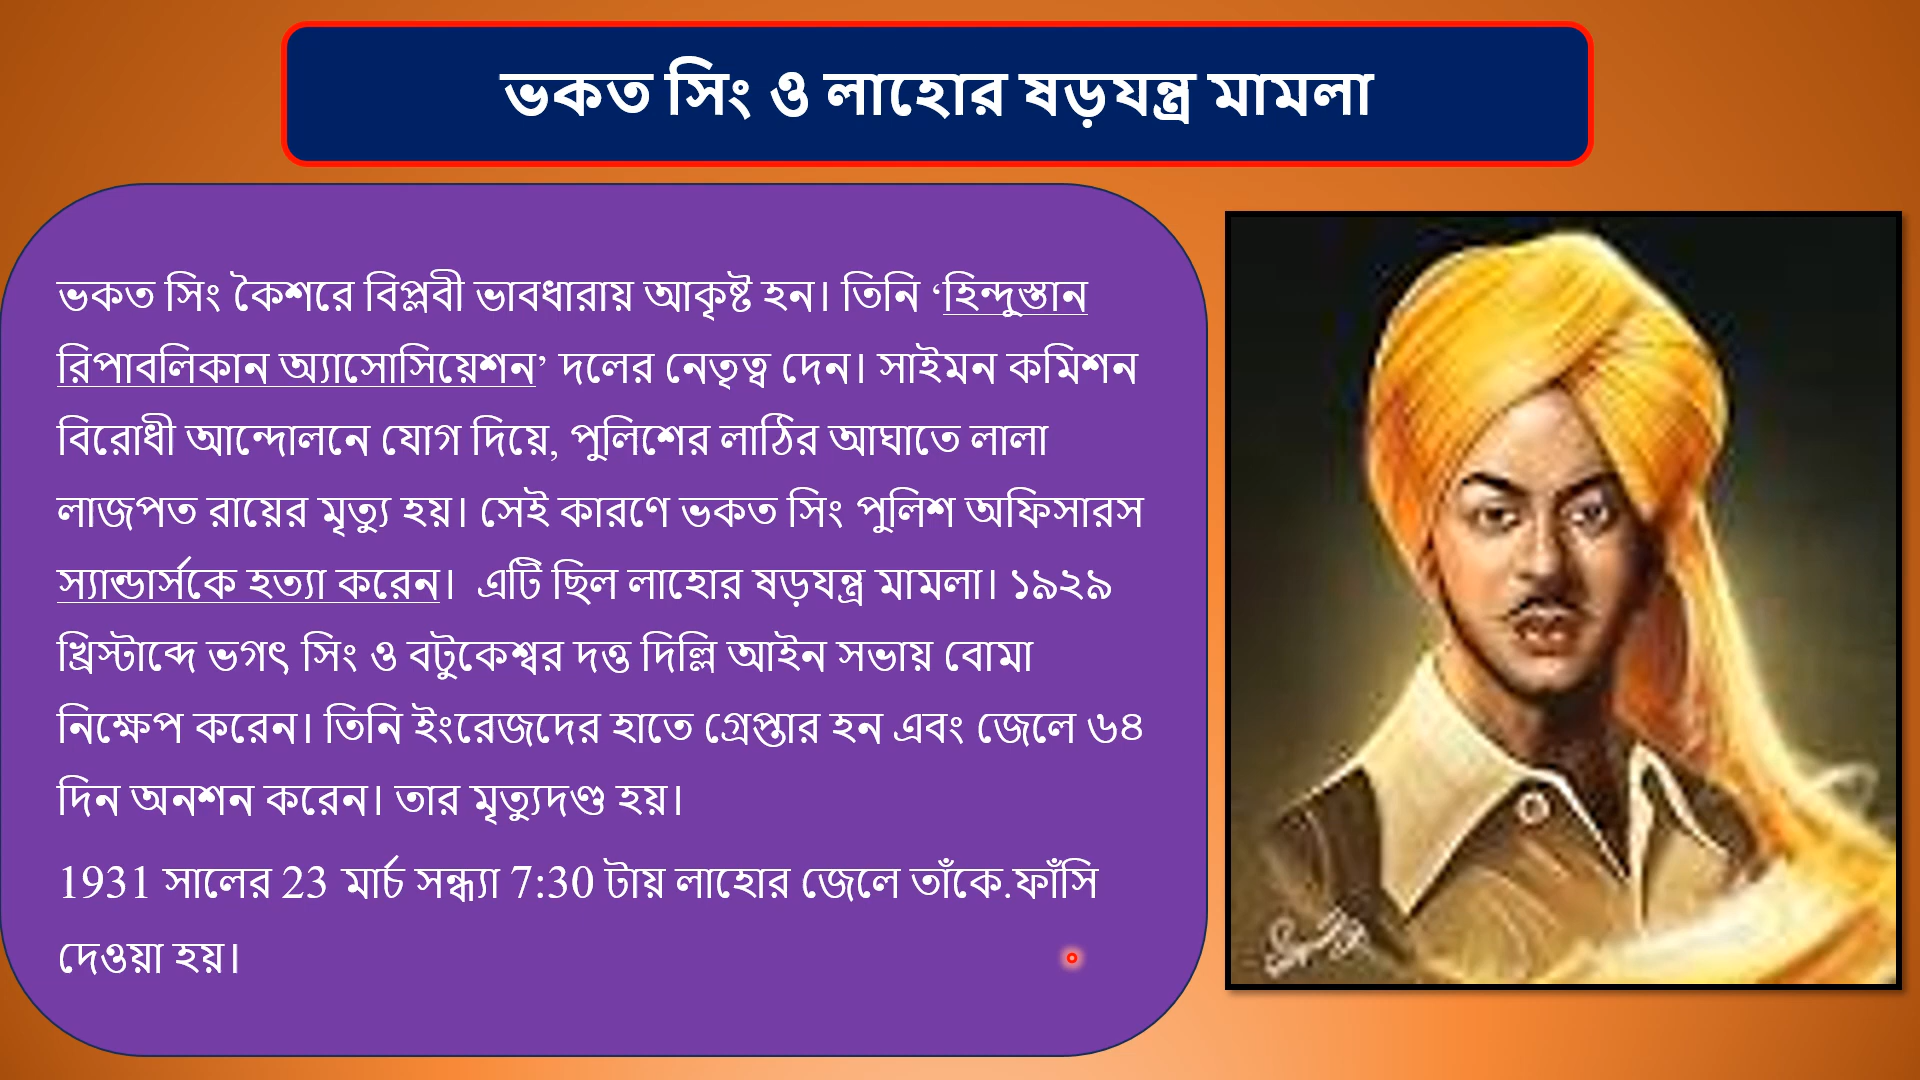 ভকত সিং ও লাহোর ষড়যন্ত্র মামলা
ভকত সিং কৈশরে বিপ্লবী ভাবধারায় আকৃষ্ট হন। তিনি ‘হিন্দুস্তান
রিপাবলিকান অ্যাসোসিয়েশন’ দলের নেতৃত্ব দেন। সাইমন কমিশন
বিরোধী আন্দোলনে যোগ দিয়ে, পুলিশের লাঠির আঘাতে লালা
লাজপত রায়ের মৃত্যু হয়। সেই কারণে ভকত সিং পুলিশ অফিসারস
স্যান্ডার্সকে হত্যা করেন। এটি ছিল লাহোর ষড়যন্ত্র মামলা। ১৯২৯
খ্রিস্টাব্দে ভগৎ সিং ও বটুকেশ্বর দত্ত দিল্লি আইন সভায় বোমা
নিক্ষেপ করেন। তিনি ইংরেজদের হাতে গ্রেপ্তার হন এবং জেলে ৬৪
দিন অনশন করেন। তার মৃত্যুদণ্ড হয়।
1931 সালের 23 মার্চ সন্ধ্যা 7:30 টায় লাহোর জেলে তাঁকে.ফাঁসি
দেওয়া হয়।